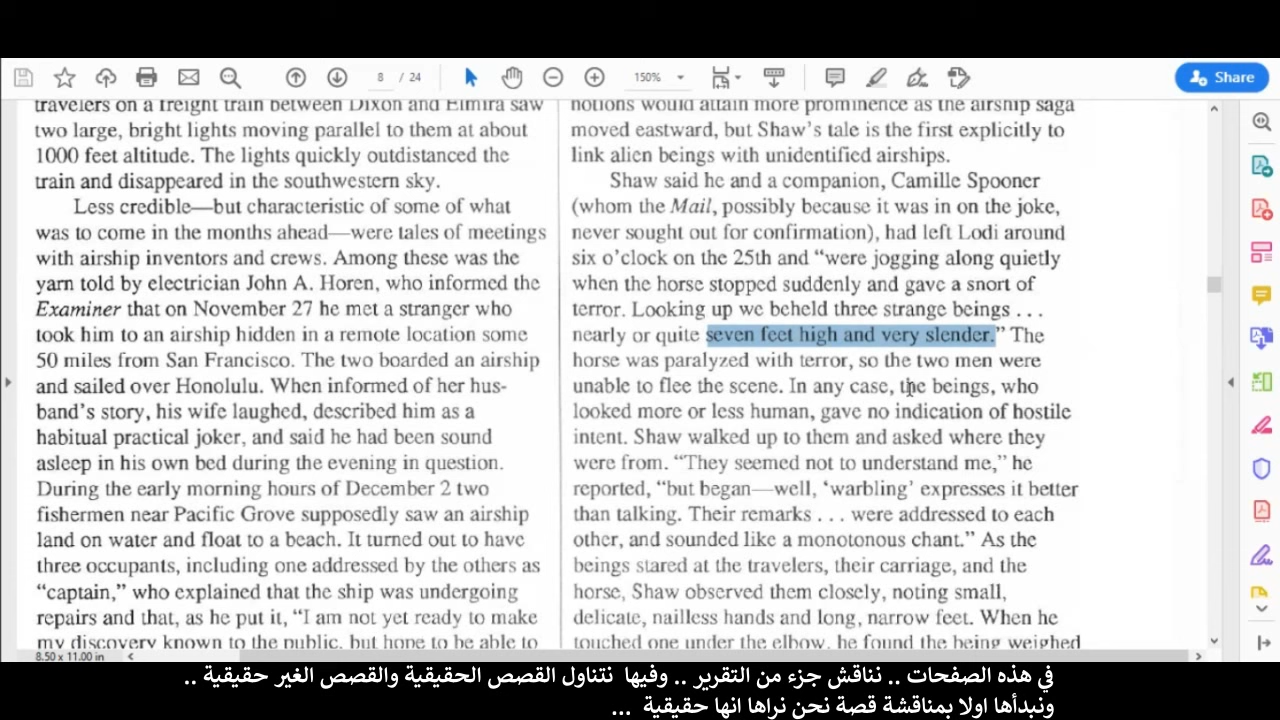 8 / 24
150%
Share
travelers on a freight train between Dixon and Elmira saw
two large, bright lights moving parallel to them at about
1000 feet altitude. The lights quickly outdistanced the
train and disappeared in the southwestern sky.
Less credible—but characteristic of some of what
was to come in the months ahead—were tales of meetings
with airship inventors and crews. Among these was the
yarn told by electrician John A. Horen, who informed the
Examiner that on November 27 he met a stranger who
took him to an airship hidden in a remote location some
50 miles from San Francisco. The two boarded an airship
and sailed over Honolulu. When informed of her hus-
band's story, his wife laughed, described him as a
habitual practical joker, and said he had been sound
asleep in his own bed during the evening in question.
During the early morning hours of December 2 two
fishermen near Pacific Grove supposedly saw an airship
land on water and float to a beach. It turned out to have
three occupants, including one addressed by the others as
"captain," who explained that the ship was undergoing
repairs and that, as he put it, "I am not yet ready to make
my discovery known to the public, but hope to be able to
notions would attain more prominence as the airship saga
moved eastward, but Shaw's tale is the first explicitly to
link alien beings with unidentified airships.
Shaw said he and a companion, Camille Spooner
(whom the Mail, possibly because it was in on the joke,
never sought out for confirmation), had left Lodi around
six o'clock on the 25th and "were jogging along quietly
when the horse stopped suddenly and gave a snort of
terror. Looking up we beheld three strange beings . . .
nearly or quite seven feet high and very slender." The
horse was paralyzed with terror, so the two men were
unable to flee the scene. In any case, the beings, who
looked more or less human, gave no indication of hostile
intent. Shaw walked up to them and asked where they
were from. "They seemed not to understand me," he
reported, "but began—well, 'warbling' expresses it better
than talking. Their remarks . . . were addressed to each
other, and sounded like a monotonous chant." As the
beings stared at the travelers, their carriage, and the
horse, Shaw observed them closely, noting small,
delicate, nailless hands and long, narrow feet. When he
touched one under the elbow, he found the being weighed
8.50 x 11.00 in
في هذه الصفحات .. نناقش جزء من التقرير .. وفيها نتناول القصص الحقيقية والقصص الغير حقيقية ..
ونبدأها اولا بمناقشة قصة نحن نراها انها حقيقية ...